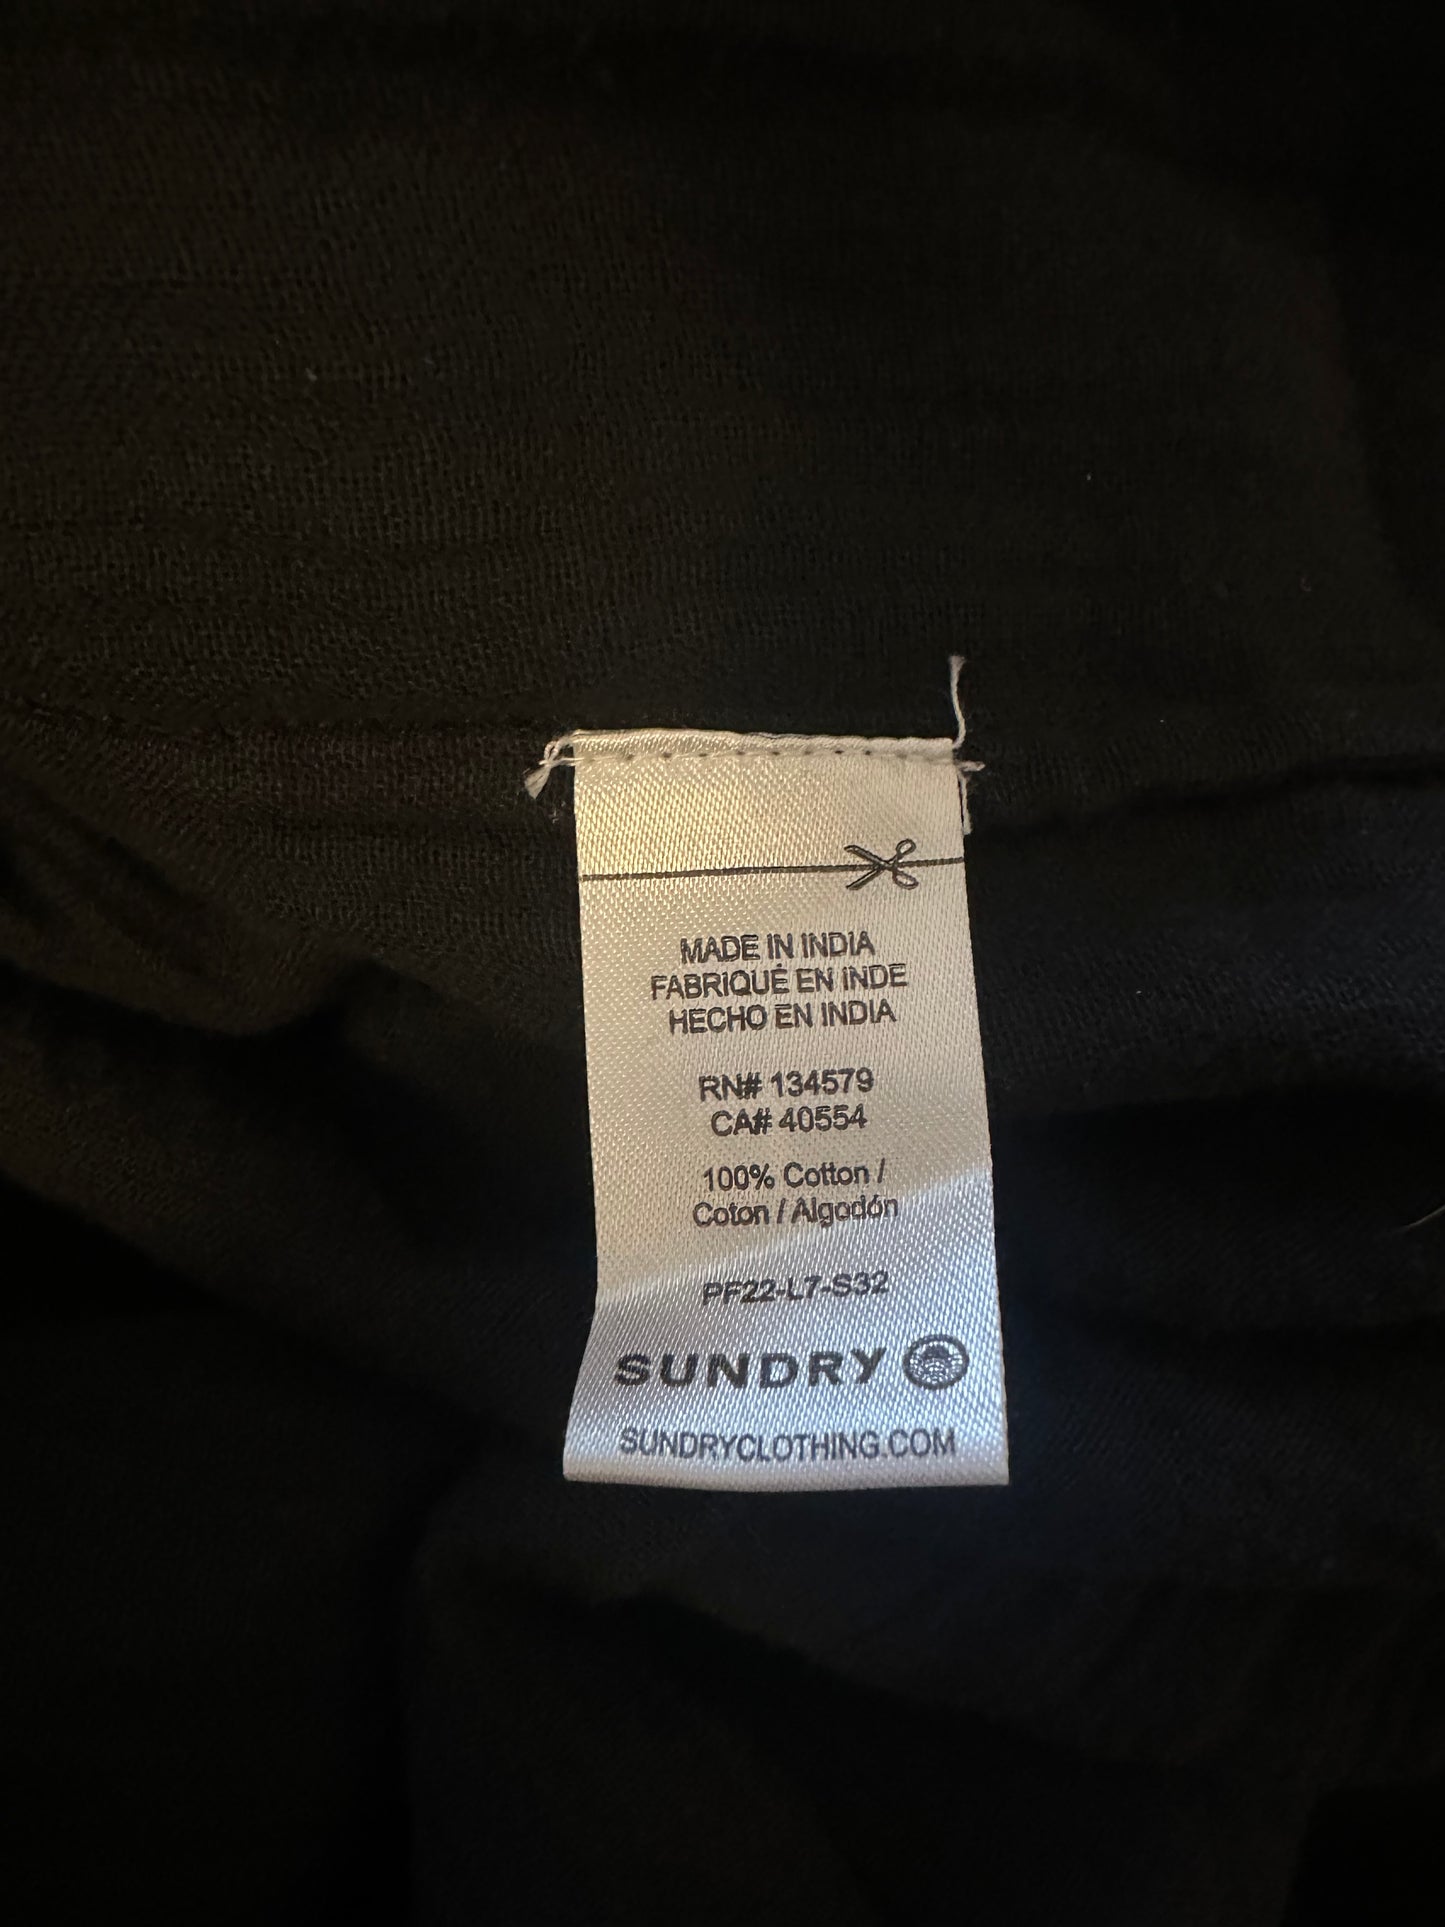 MADE IN INDIA
FABRIQUÉ EN INDE
HECHO EN INDIA
RN# 134579
CA# 40554
100% Cotton /
Coton / Algodón
PF22-L7-S32
SUNDRY
SUNDRYCLOTHING.COM